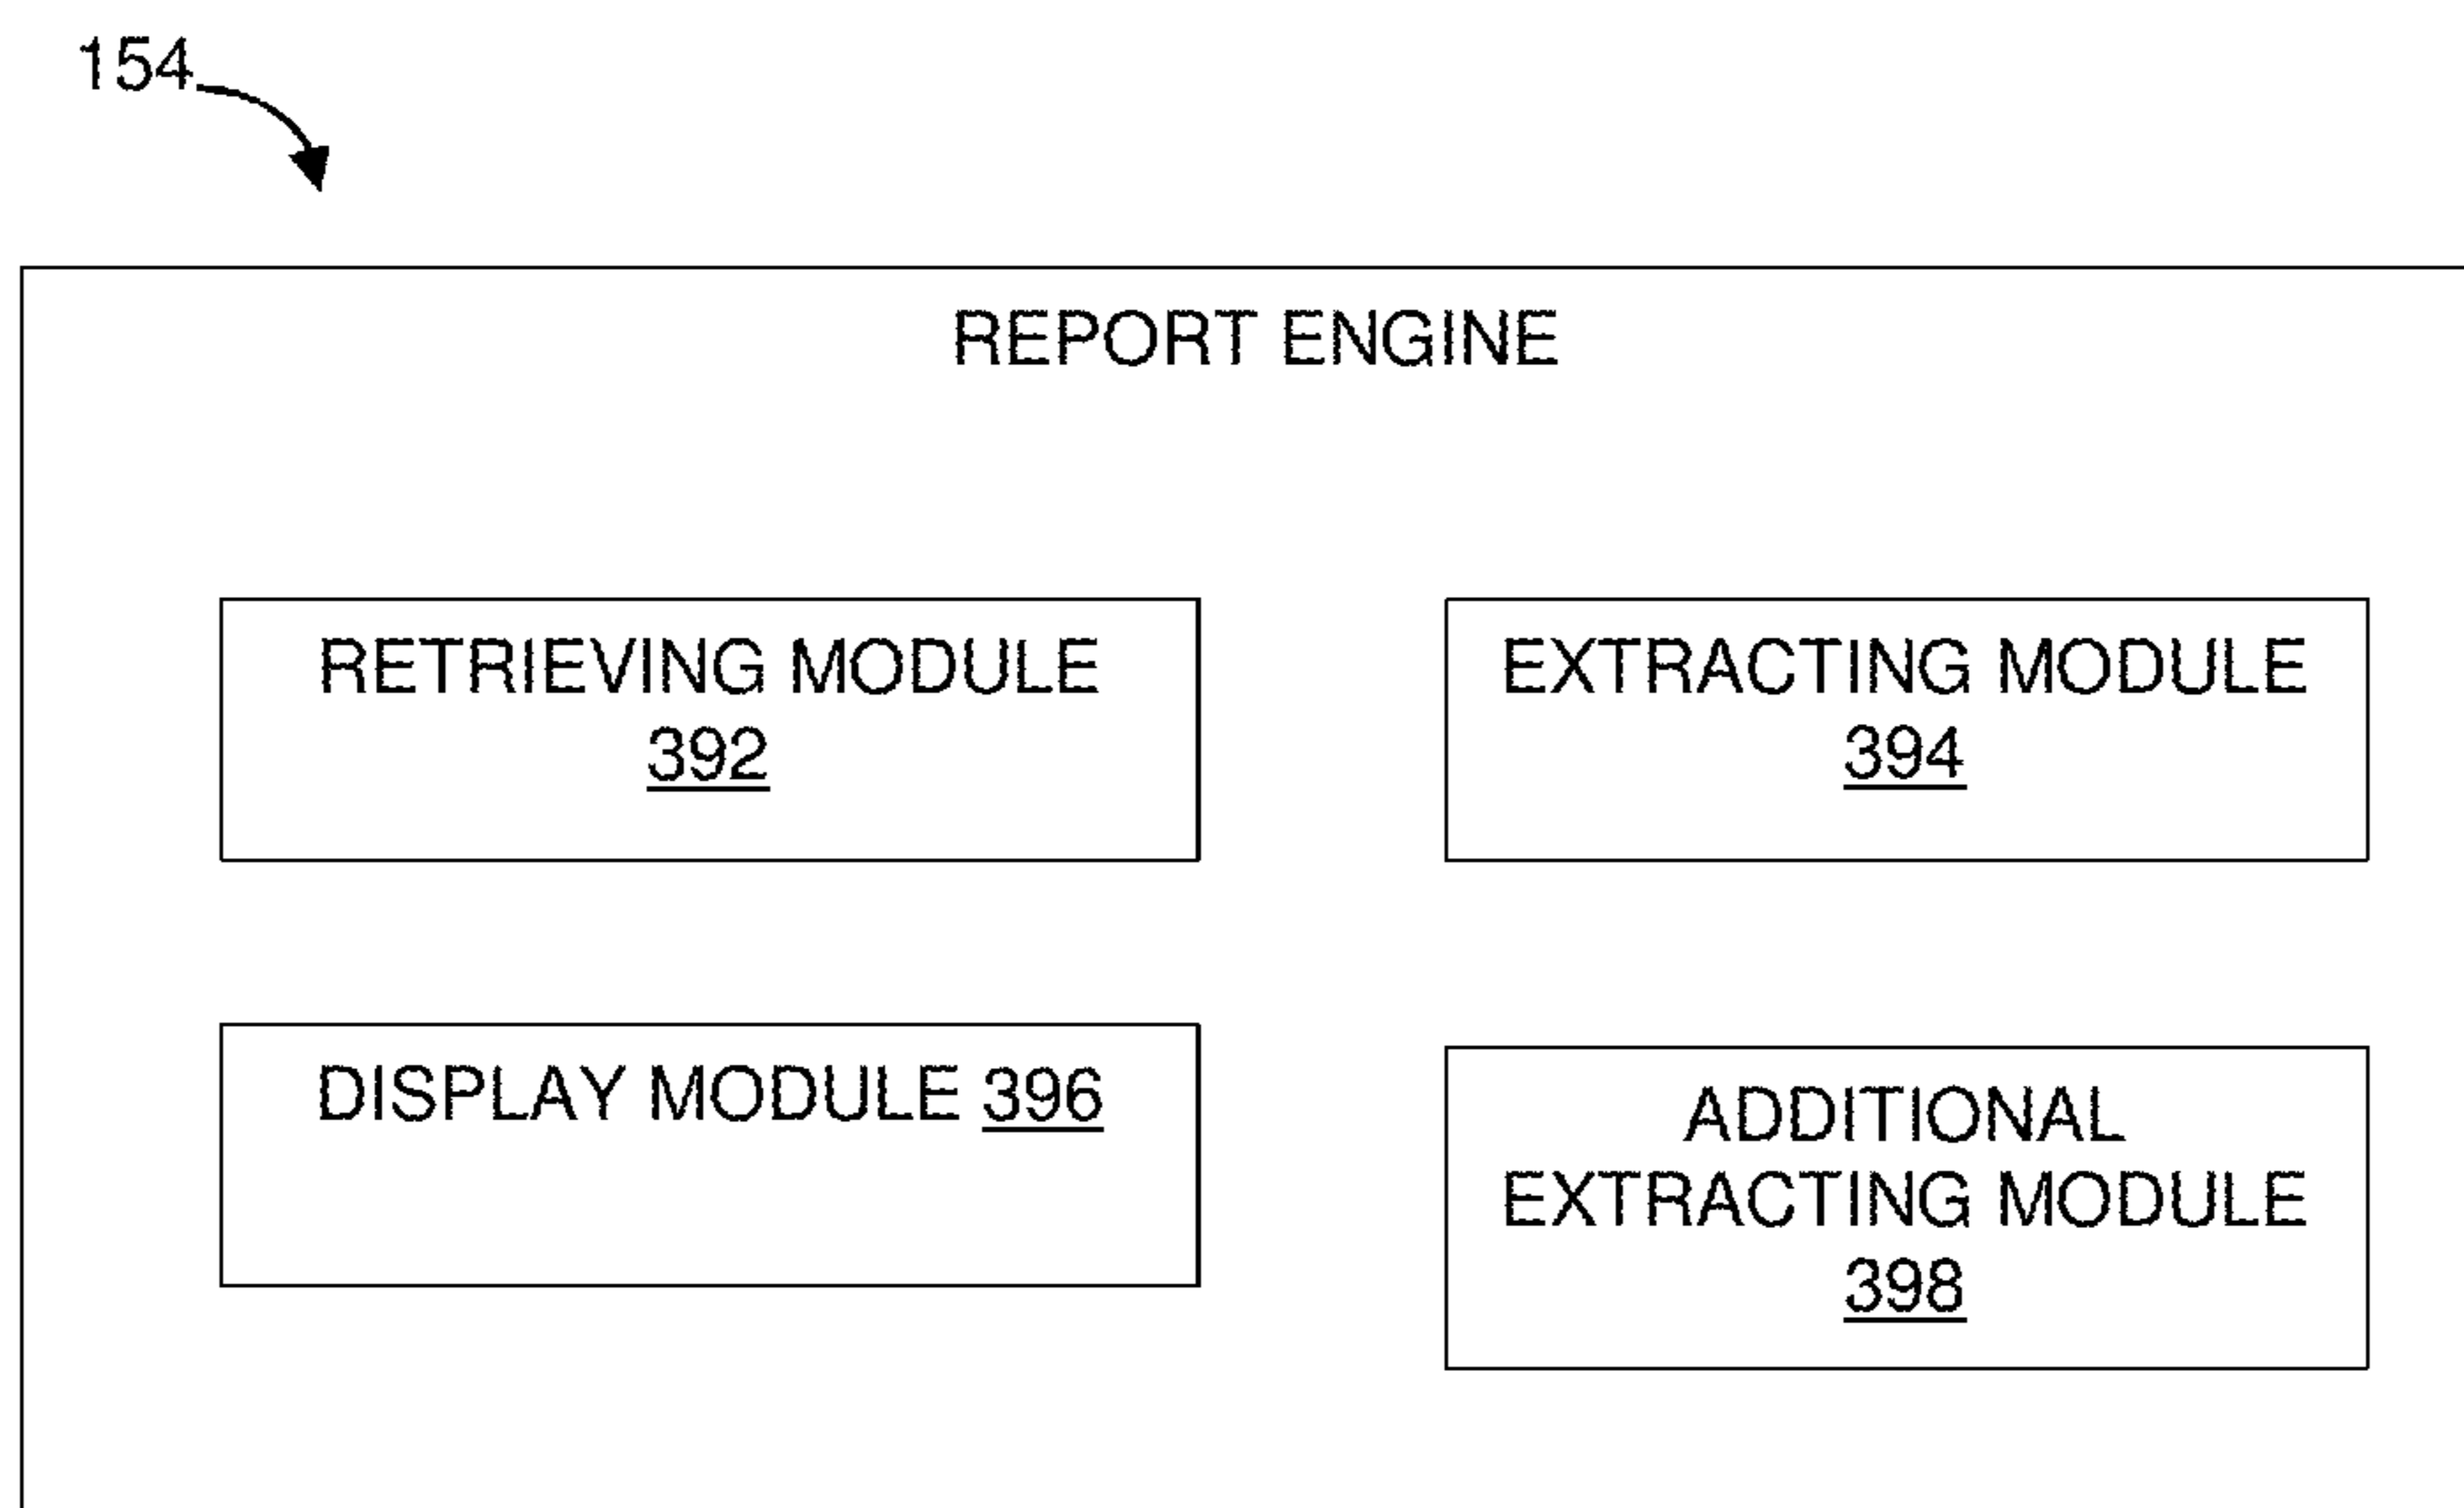 154
REPORT ENGINE
RETRIEVING MODULE
392
EXTRACTING MODULE
394
DISPLAY MODULE 396
ADDITIONAL
EXTRACTING MODULE
398